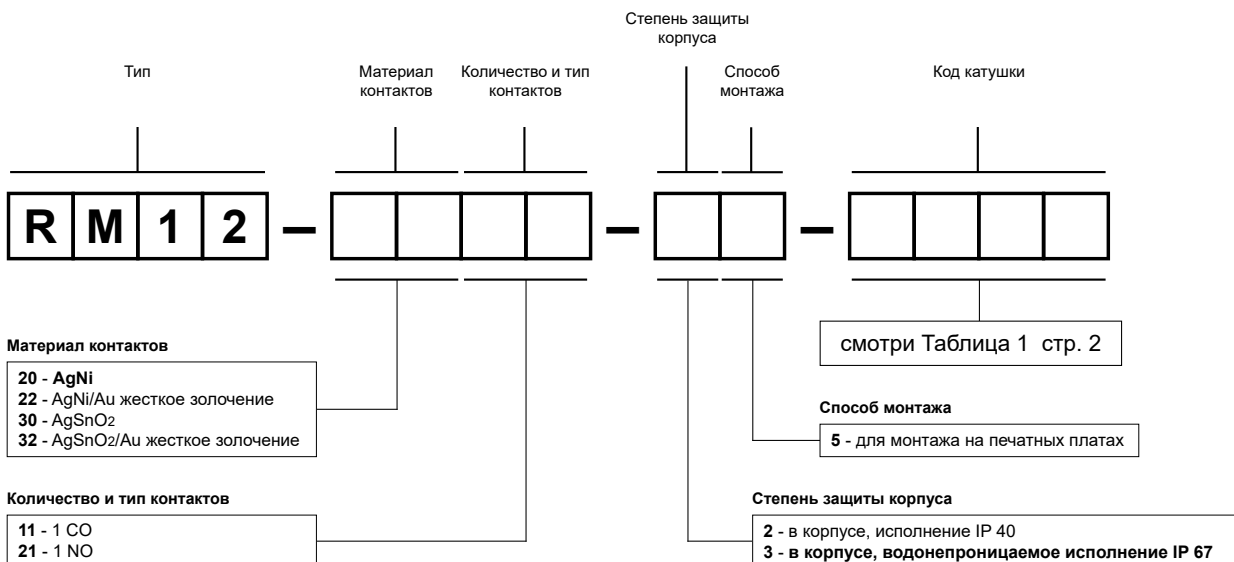 Степень защиты
корпуса
Тип
Материал
контактов
Количество и тип
контактов
Способ
монтажа
Код катушки
R M 1 2 – – –
смотри Таблица 1 стр. 2
Материал контактов
20 - AgNi
22 - AgNi/Au жесткое золочение
30 - AgSnO2
32 - AgSnO2/Au жесткое золочение
Способ монтажа
5 - для монтажа на печатных платах
Количество и тип контактов
11 - 1 CO
21 - 1 NO
Степень защиты корпуса
2 - в корпусе, исполнение IP 40
3 - в корпусе, водонепроницаемое исполнение IP 67